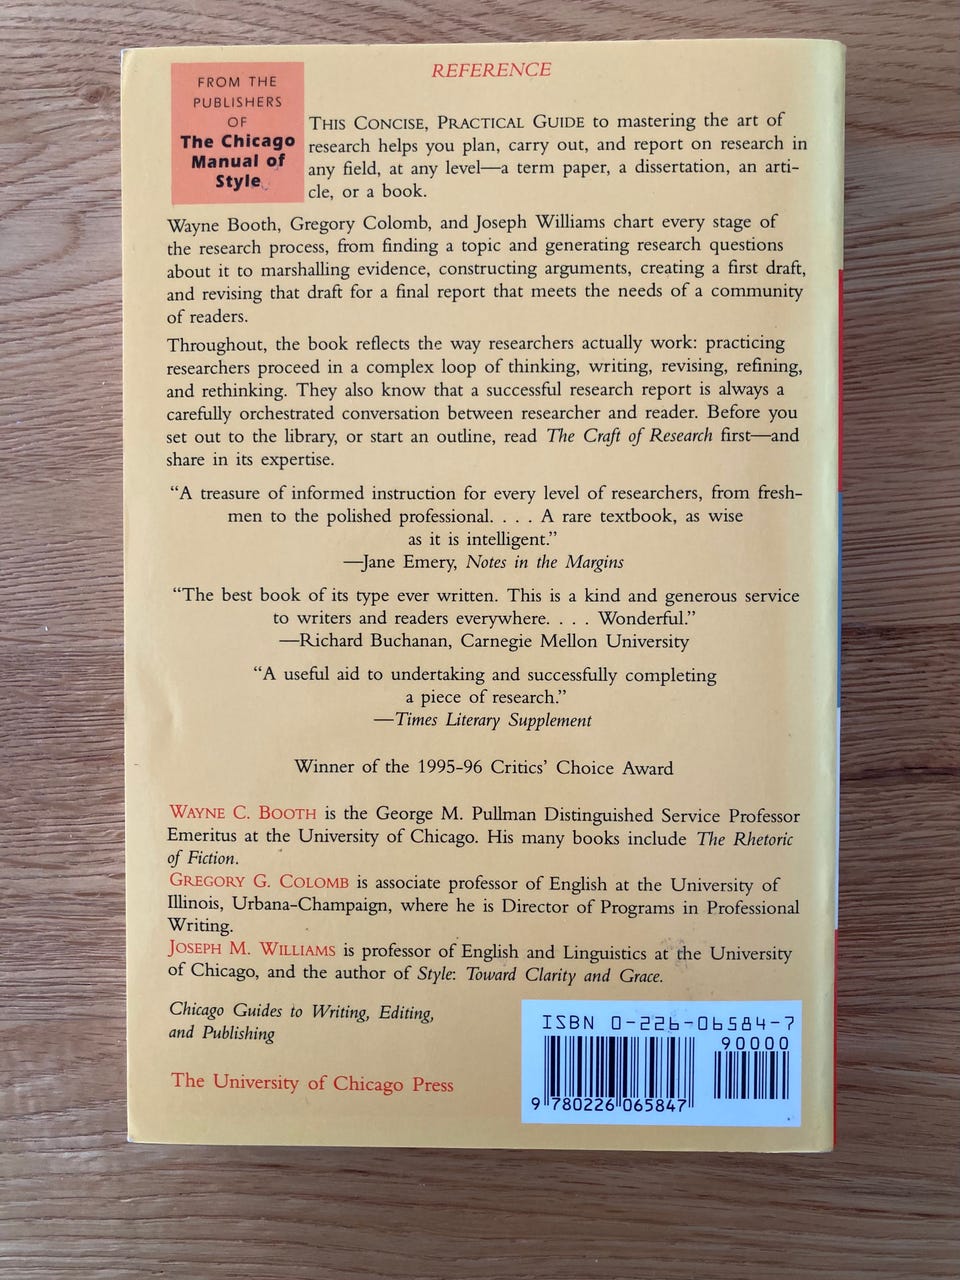 FROM THE
PUBLISHERS
OF
The Chicago
Manual of
Style
REFERENCE
THIS CONCISE, PRACTICAL GUIDE to mastering the art of
research helps you plan, carry out, and report on research in
any field, at any level—a term paper, a dissertation, an arti-
cle, or a book.
Wayne Booth, Gregory Colomb, and Joseph Williams chart every stage of
the research process, from finding a topic and generating research questions
about it to marshalling evidence, constructing arguments, creating a first draft,
and revising that draft for a final report that meets the needs of a community
of readers.
Throughout, the book reflects the way researchers actually work: practicing
researchers proceed in a complex loop of thinking, writing, revising, refining,
and rethinking. They also know that a successful research report is always a
carefully orchestrated conversation between researcher and reader. Before you
set out to the library, or start an outline, read The Craft of Research first—and
share in its expertise.
“A treasure of informed instruction for every level of researchers, from fresh-
men to the polished professional. . . . A rare textbook, as wise
as it is intelligent.”
—Jane Emery, Notes in the Margins
“The best book of its type ever written. This is a kind and generous service
to writers and readers everywhere. . . . Wonderful.”
—Richard Buchanan, Carnegie Mellon University
“A useful aid to undertaking and successfully completing
a piece of research.”
—Times Literary Supplement
Winner of the 1995-96 Critics’ Choice Award
WAYNE C. BOOTH is the George M. Pullman Distinguished Service Professor
Emeritus at the University of Chicago. His many books include The Rhetoric
of Fiction.
GREGORY G. COLOMB is associate professor of English at the University of
Illinois, Urbana-Champaign, where he is Director of Programs in Professional
Writing.
JOSEPH M. WILLIAMS is professor of English and Linguistics at the University
of Chicago, and the author of Style: Toward Clarity and Grace.
Chicago Guides to Writing, Editing,
and Publishing
The University of Chicago Press
ISBN 0-226-06584-7
90000
9 780226 065847